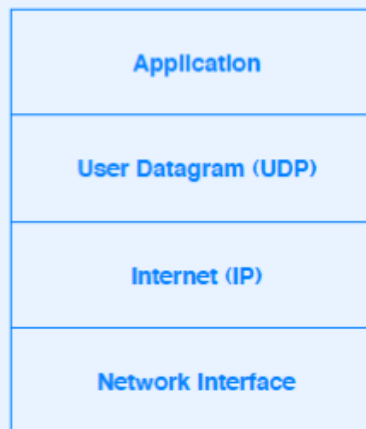 Application
User Datagram (UDP)
Internet (IP)
Network Interface